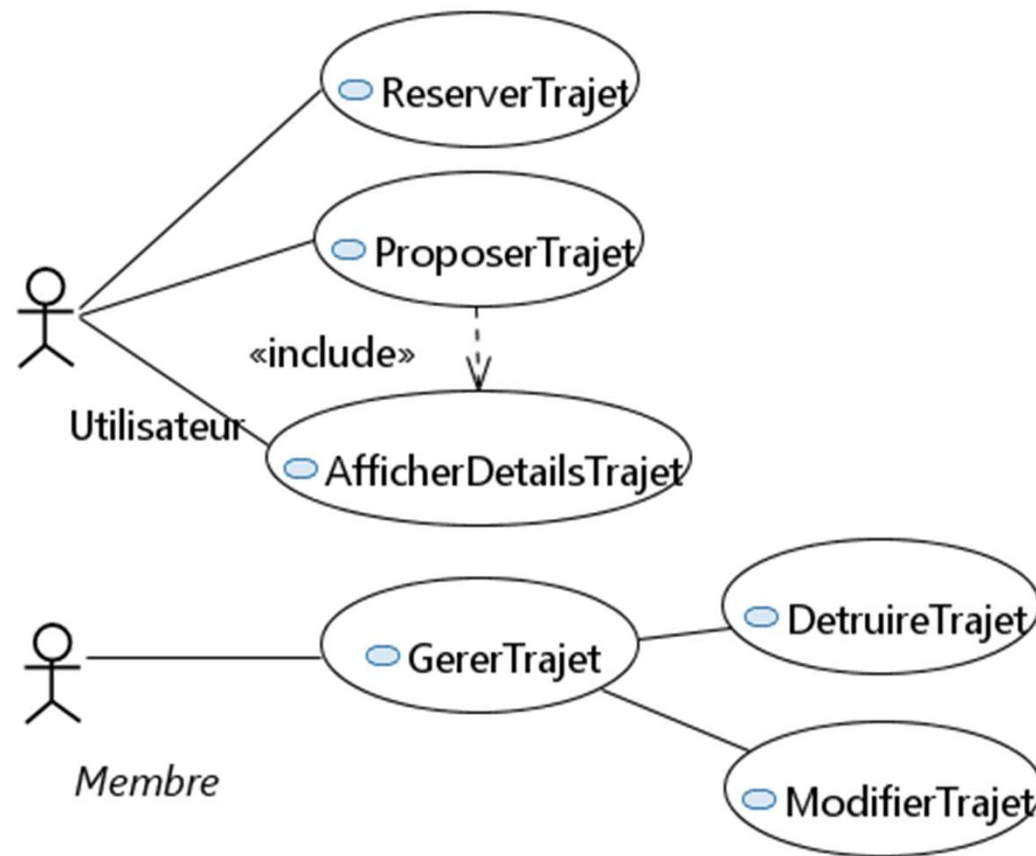 ReserverTrajet
ProposerTrajet
«include»
Utilisateur
AfficherDetailsTrajet
DetruireTrajet
GererTrajet
Membre
ModifierTrajet